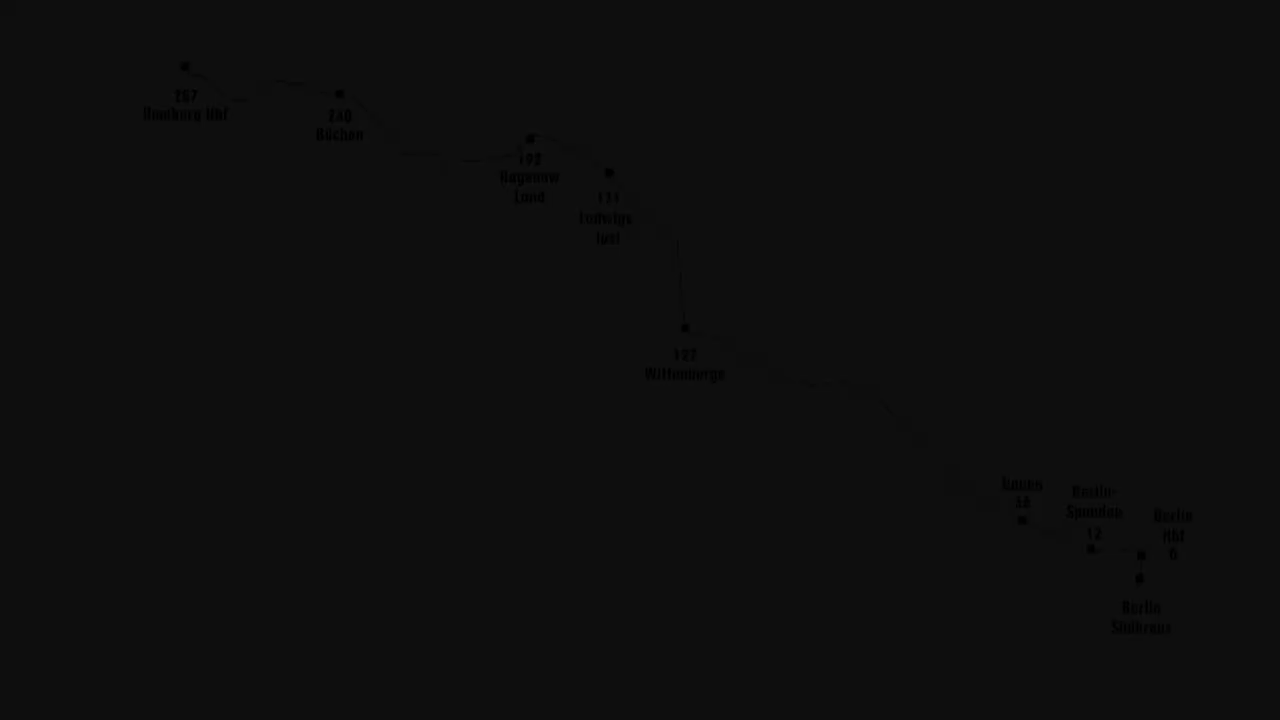 287
Hamburg Hbf
240
Büchen
192
Hagenow
Land
171
Ludwigs
lust
127
Wittenberge
Nauen
38
Berlin-
Spandau
12
Berlin
Hbf
0
Berlin
Südkreuz